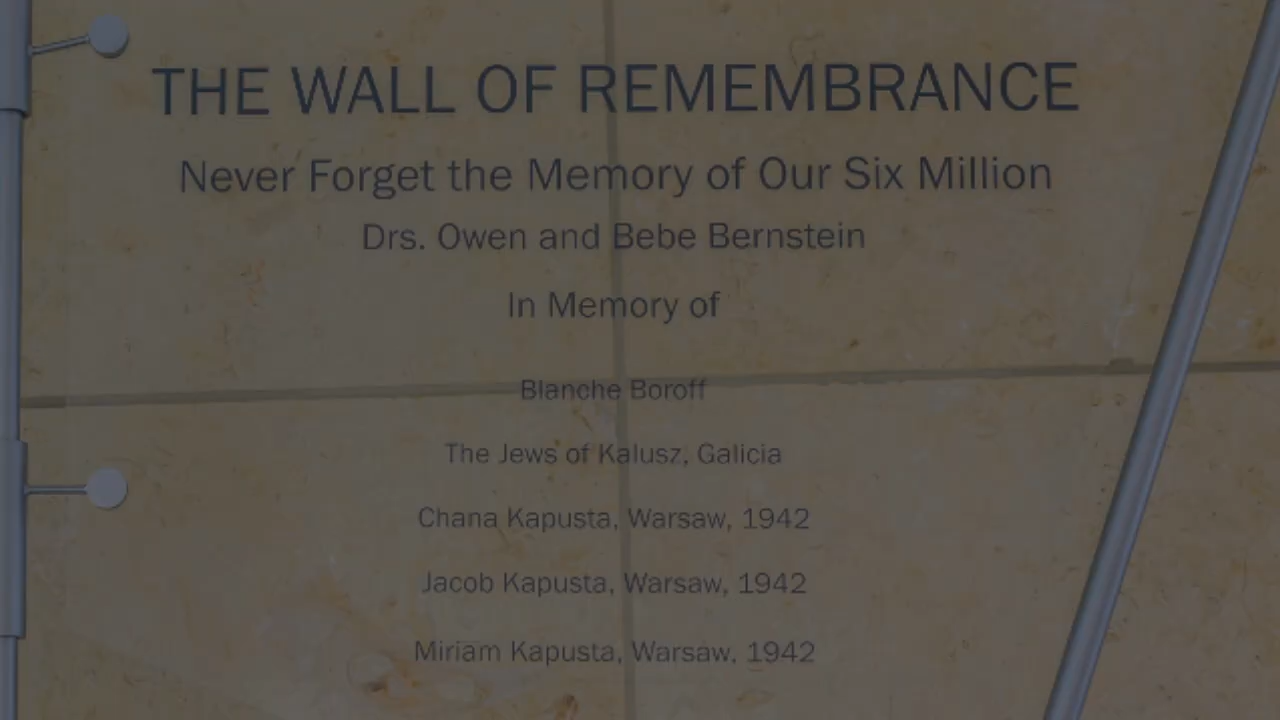 THE WALL OF REMEMBRANCE
Never Forget the Memory of Our Six Million
Drs. Owen and Bebe Bernstein
In Memory of
Blanche Boroff
The Jews of Kalusz, Galicia
Chana Kapusta, Warsaw, 1942
Jacob Kapusta, Warsaw, 1942
Miriam Kapusta, Warsaw, 1942